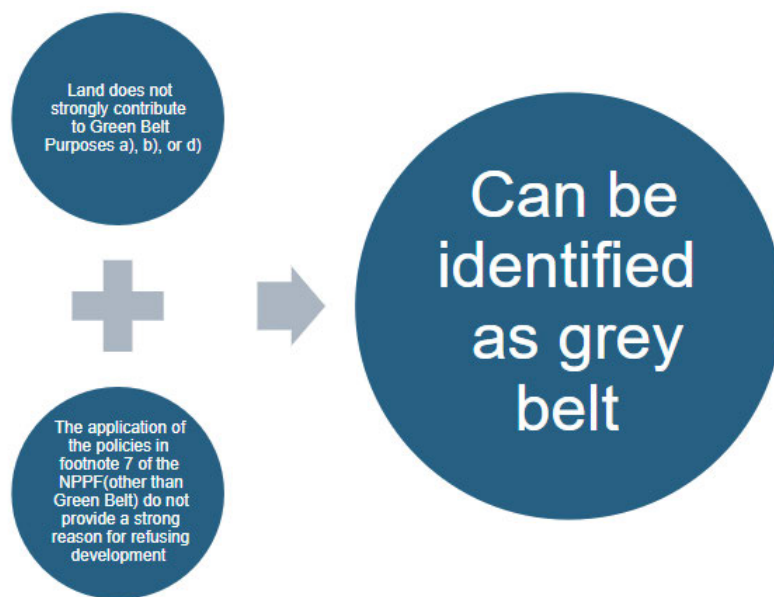 Land does not
strongly contribute
to Green Belt
Purposes a), b), or d)
The application of
the policies in
footnote 7 of the
NPPF(other than
Green Belt) do not
provide a strong
reason for refusing
development
Can be
identified
as grey
belt